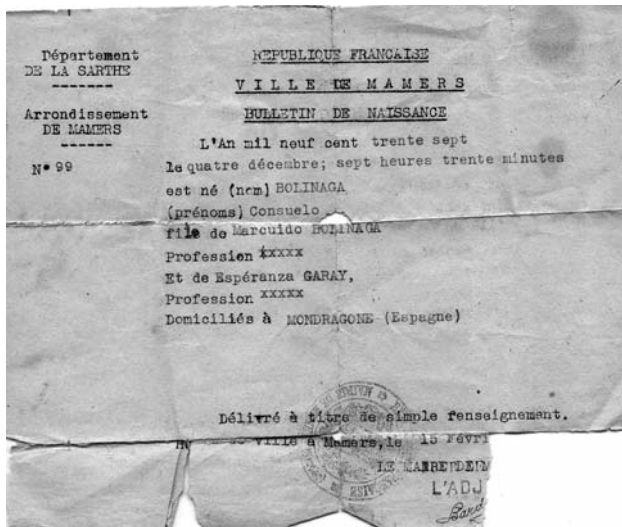 Département
DE LA SARTHE
-------
Arrondissement
DE MAMERS
------
N° 99
REPUBLIQUE FRANCAISE
VILLE DE MAMERS
BULLETIN DE NAISSANCE
L'An mil neuf cent trente sept
le quatre décembre; sept heures trente minutes
est né (nom) BOLINAGA
(prénoms) Consuelo
file de Marcuido BOLINAGA
Profession xxxxx
Et de Espéranza GARAY,
Profession xxxxx
Domiciliés à MONDRAGONE (Espagne)
Délivré à titre de simple renseignement.
Ville à Mamers, le 15 Févri
LE MAIRE DE
L'ADJ